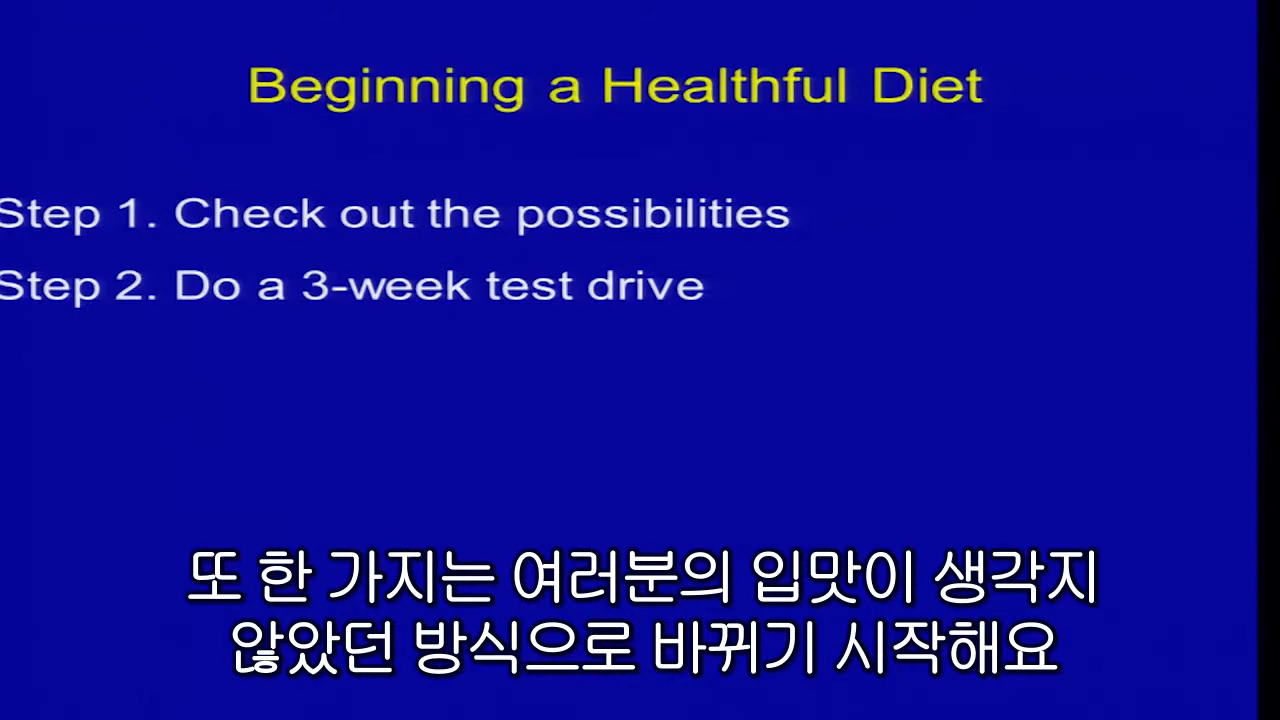 Beginning a Healthful Diet
Step 1. Check out the possibilities
Step 2. Do a 3-week test drive
또 한 가지는 여러분의 입맛이 생각지
않았던 방식으로 바뀌기 시작해요